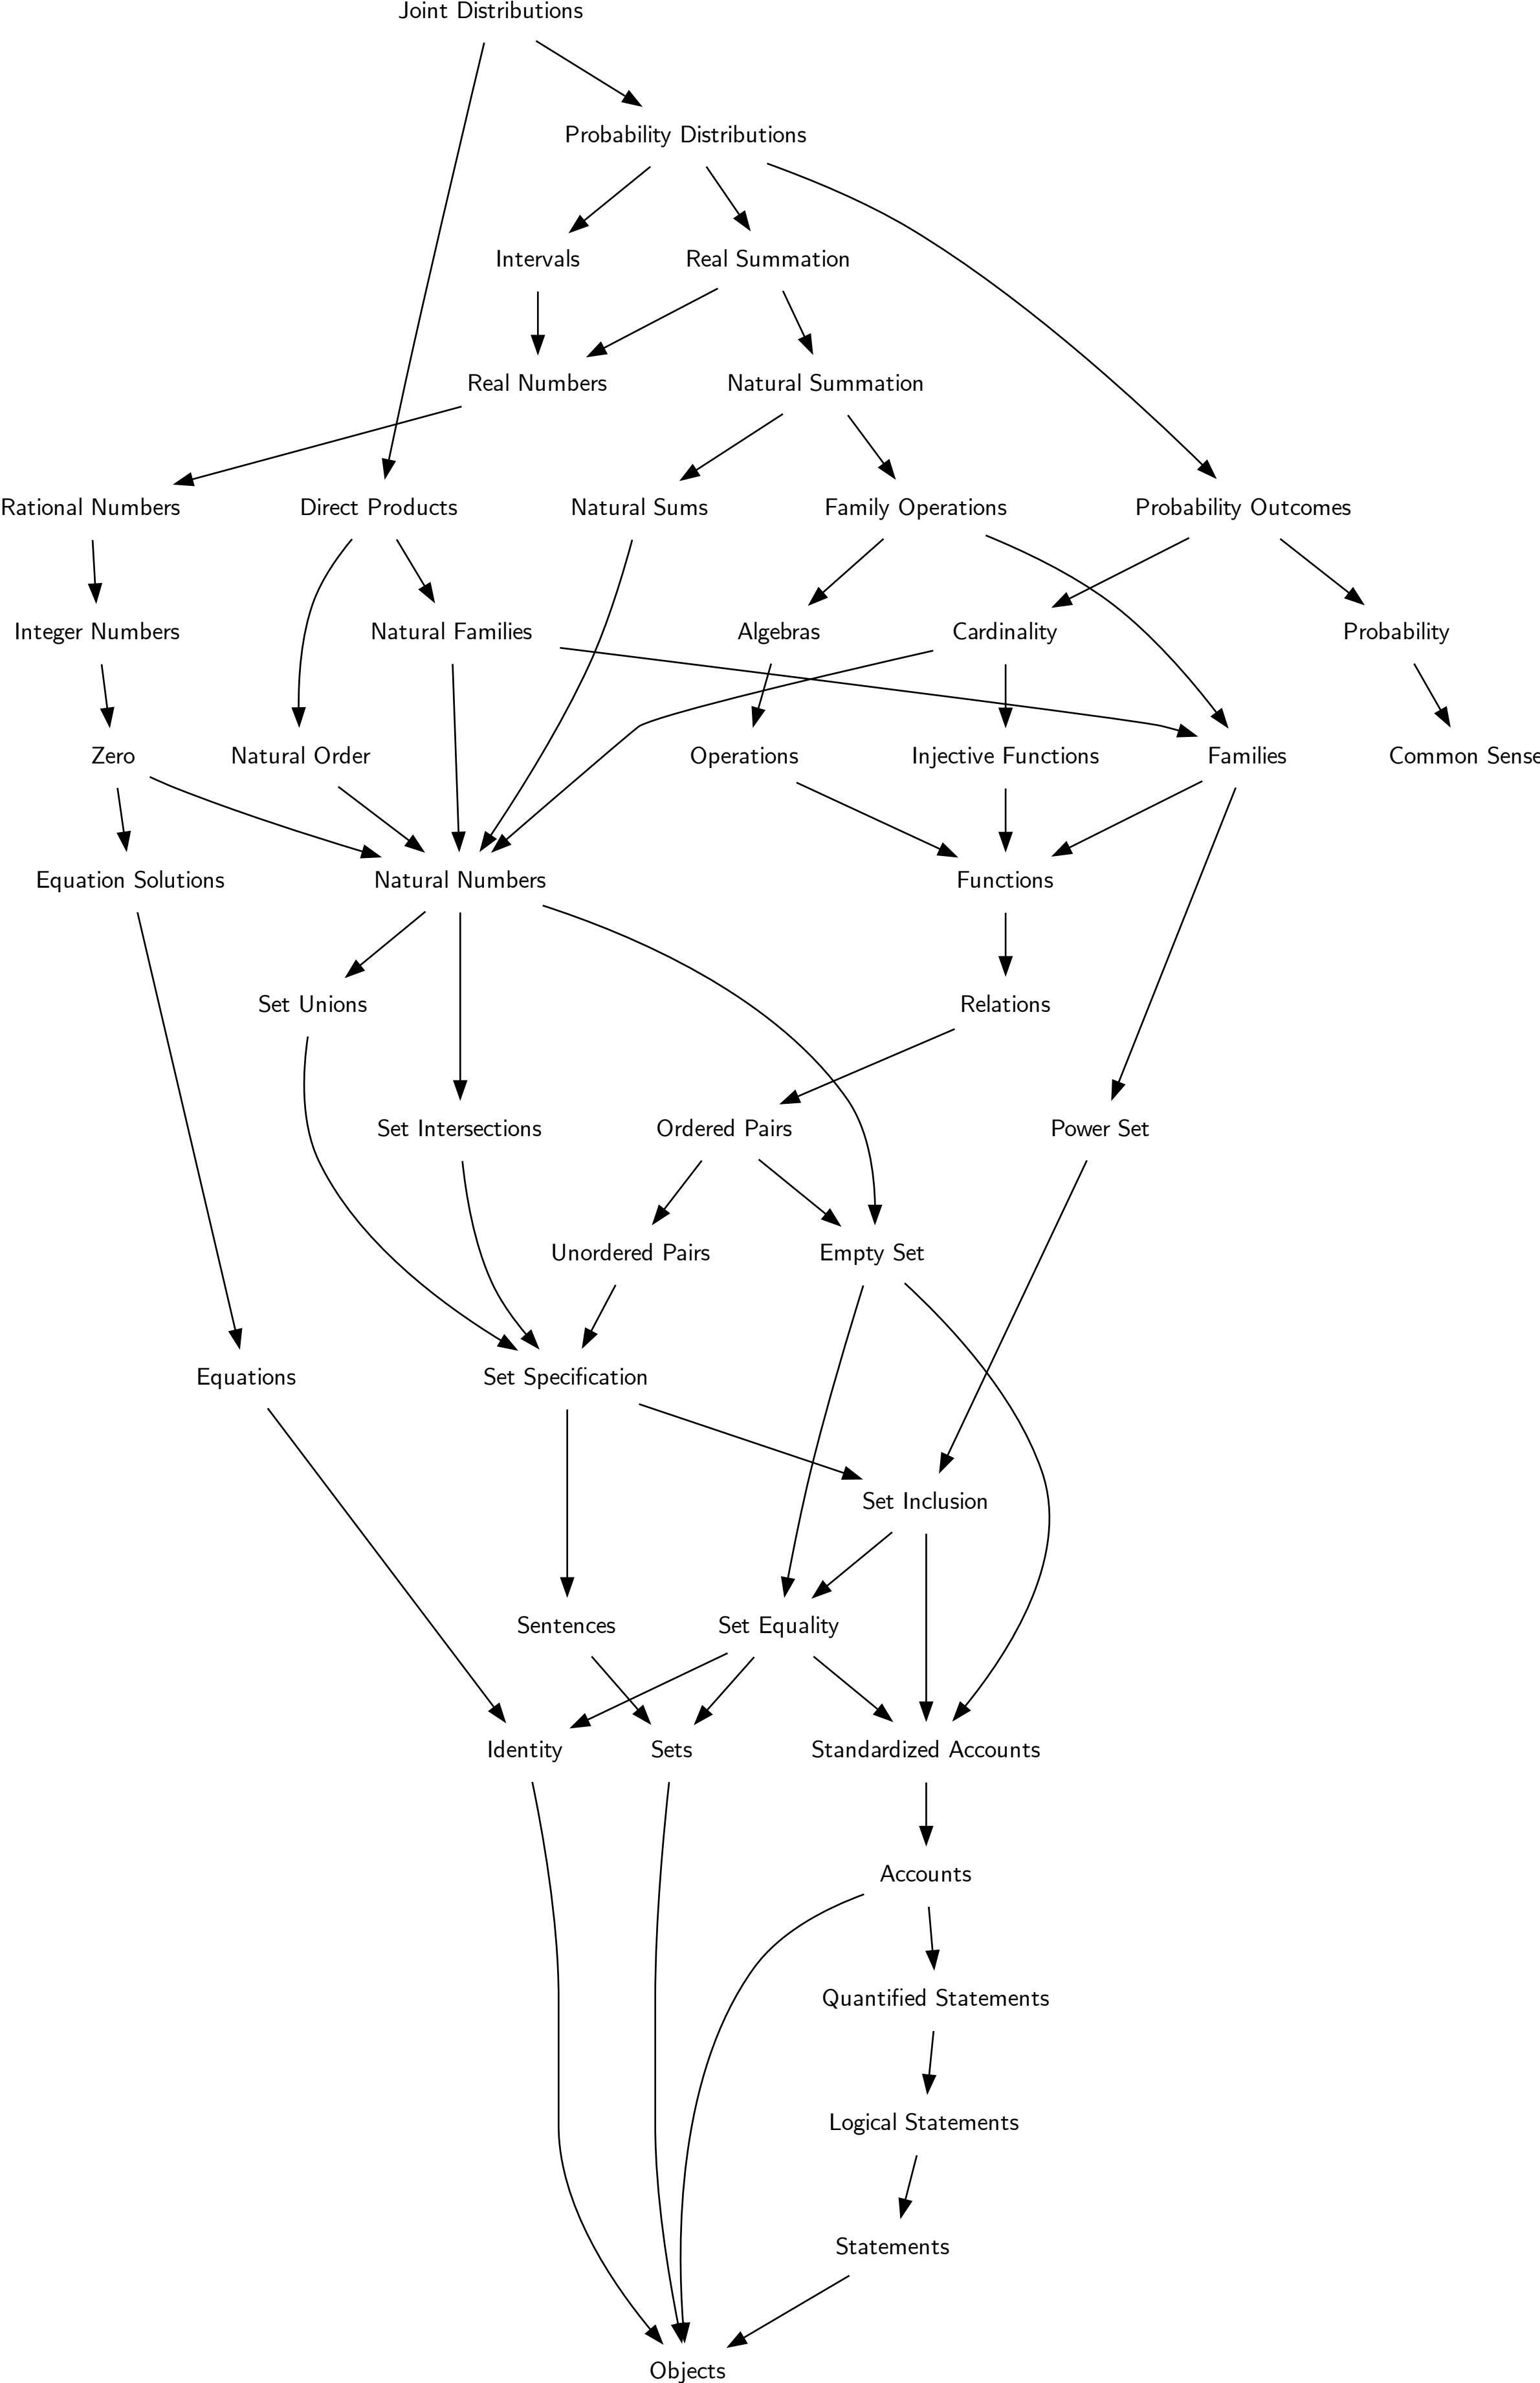 Joint Distributions
Probability Distributions
Intervals
Real Summation
Real Numbers
Natural Summation
Rational Numbers
Direct Products
Natural Sums
Family Operations
Probability Outcomes
Integer Numbers
Natural Families
Algebras
Cardinality
Probability
Zero
Natural Order
Operations
Injective Functions
Families
Common Sense
Equation Solutions
Natural Numbers
Functions
Set Unions
Relations
Set Intersections
Ordered Pairs
Power Set
Unordered Pairs
Empty Set
Equations
Set Specification
Set Inclusion
Sentences
Set Equality
Identity
Sets
Standardized Accounts
Accounts
Quantified Statements
Logical Statements
Statements
Objects